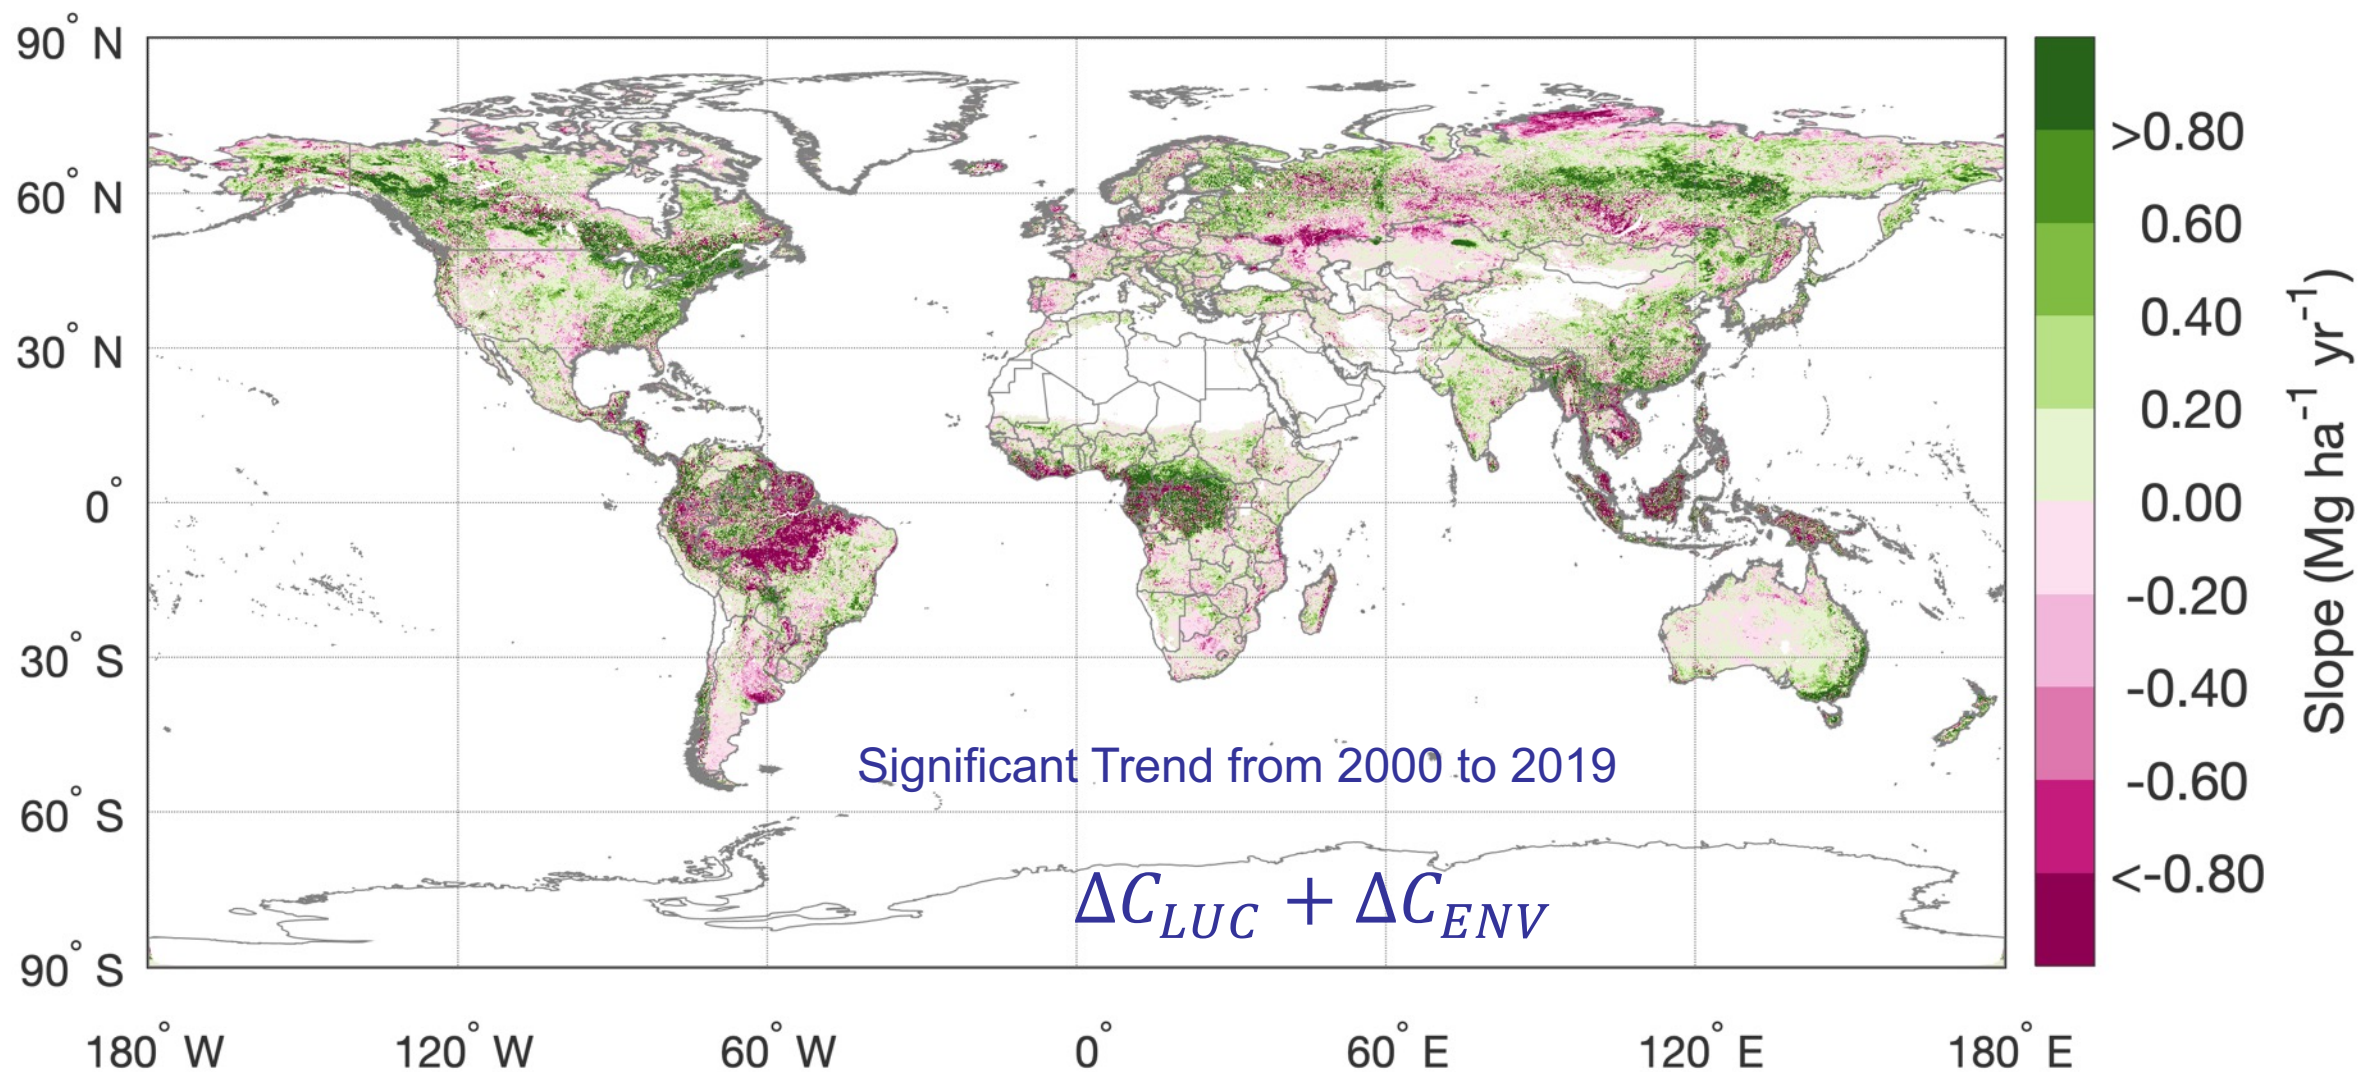 90° N
60° N
30° N
0°
30° S
60° S
90° S
180° W
120° W
60° W
0°
60° E
120° E
180° E
Significant Trend from 2000 to 2019
ΔC_LUC + ΔC_ENV
>0.80
0.60
0.40
0.20
0.00
-0.20
-0.40
-0.60
<-0.80
Slope (Mg ha⁻¹ yr⁻¹)